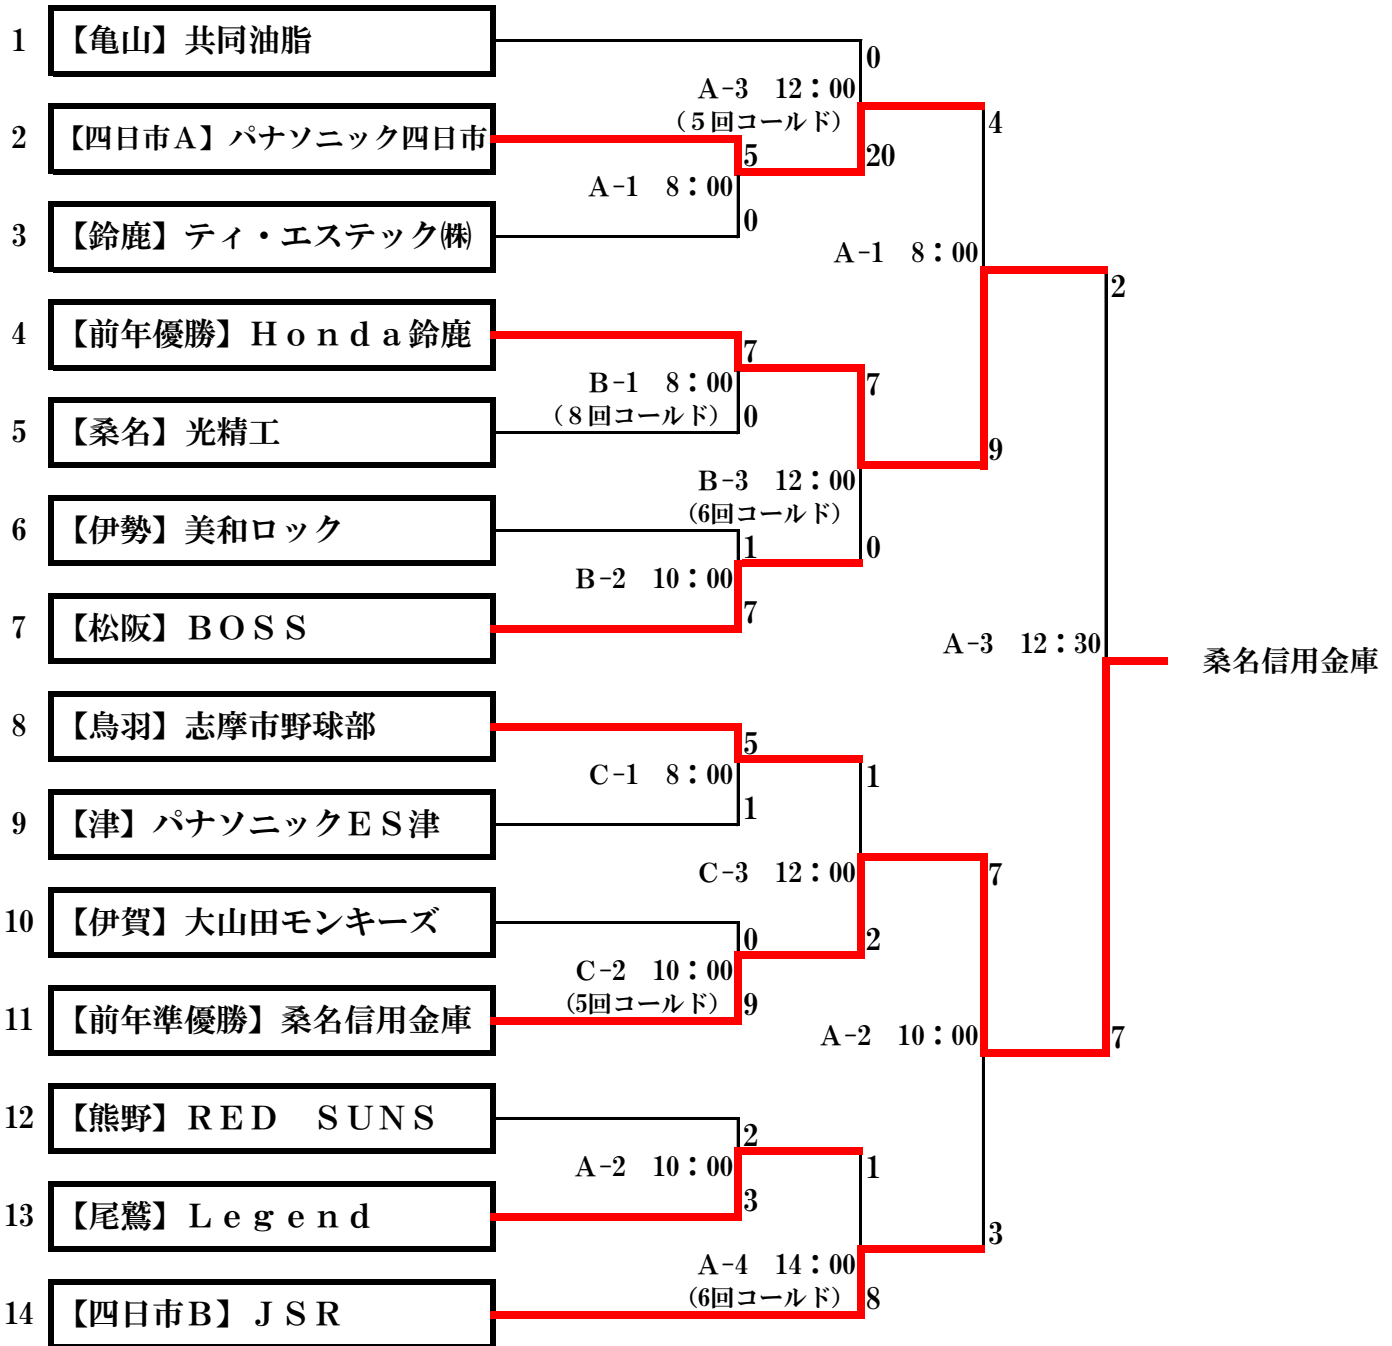 1 【亀山】共同油脂
0
A-3 12：00
（５回コールド）
4
2 【四日市A】パナソニック四日市
5
20
A-1 8：00
0
3 【鈴鹿】ティ・エステック㈱
A-1 8：00
2
4 【前年優勝】Ｈｏｎｄａ鈴鹿
7
B-1 8：00
7
（８回コールド）
0
5 【桑名】光精工
9
B-3 12：00
(6回コールド）
6 【伊勢】美和ロック
1
0
B-2 10：00
7
7 【松阪】ＢＯＳＳ
A-3 12：30
桑名信用金庫
8 【鳥羽】志摩市野球部
5
C-1 8：00
1
1
9 【津】パナソニックＥＳ津
C-3 12：00
7
10 【伊賀】大山田モンキーズ
0
2
C-2 10：00
(5回コールド）
9
11 【前年準優勝】桑名信用金庫
A-2 10：00
7
12 【熊野】ＲＥＤ　ＳＵＮＳ
2
A-2 10：00
1
3
13 【尾鷲】Ｌｅｇｅｎｄ
3
A-4 14：00
(6回コールド）
8
14 【四日市Ｂ】ＪＳＲ